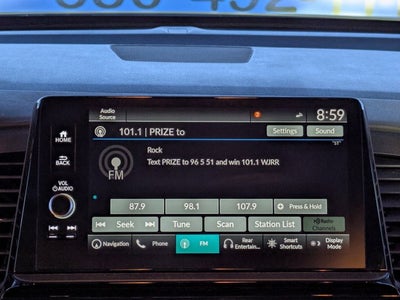 Audio
Source
8:59
HOME
101.1 | PRIZE to
Settings
Sound
BACK
Rock
Text PRIZE to 96 5 51 and win 101.1 WJRR
FM
VOL
AUDIO
87.9
98.1
107.9
Press & Hold
Seek
Tune
Scan
Station List
Radio
Channels
Navigation
Phone
FM
Rear
Entertain...
Smart
Shortcuts
Display
Mode